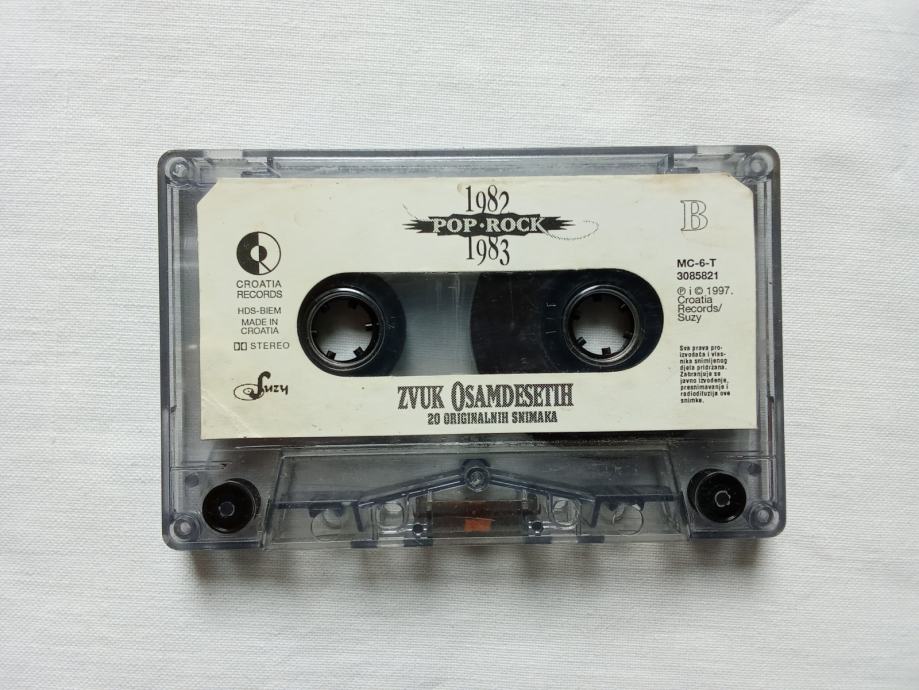 1982
POP·ROCK
1983
B
CROATIA
RECORDS
HDS-BIEM
MADE IN
CROATIA
STEREO
Suzy
MC-6-T
3085821
℗ i © 1997.
Croatia
Records/
Suzy
Sva prava pro-
izvođača i vlas-
nika snimljenog
djela pridržana.
Zabranjuje se
javno izvođenje,
presnimavanje i
radiodifuzija ove
snimke.
ZVUK OSAMDESETIH
20 ORIGINALNIH SNIMAKA